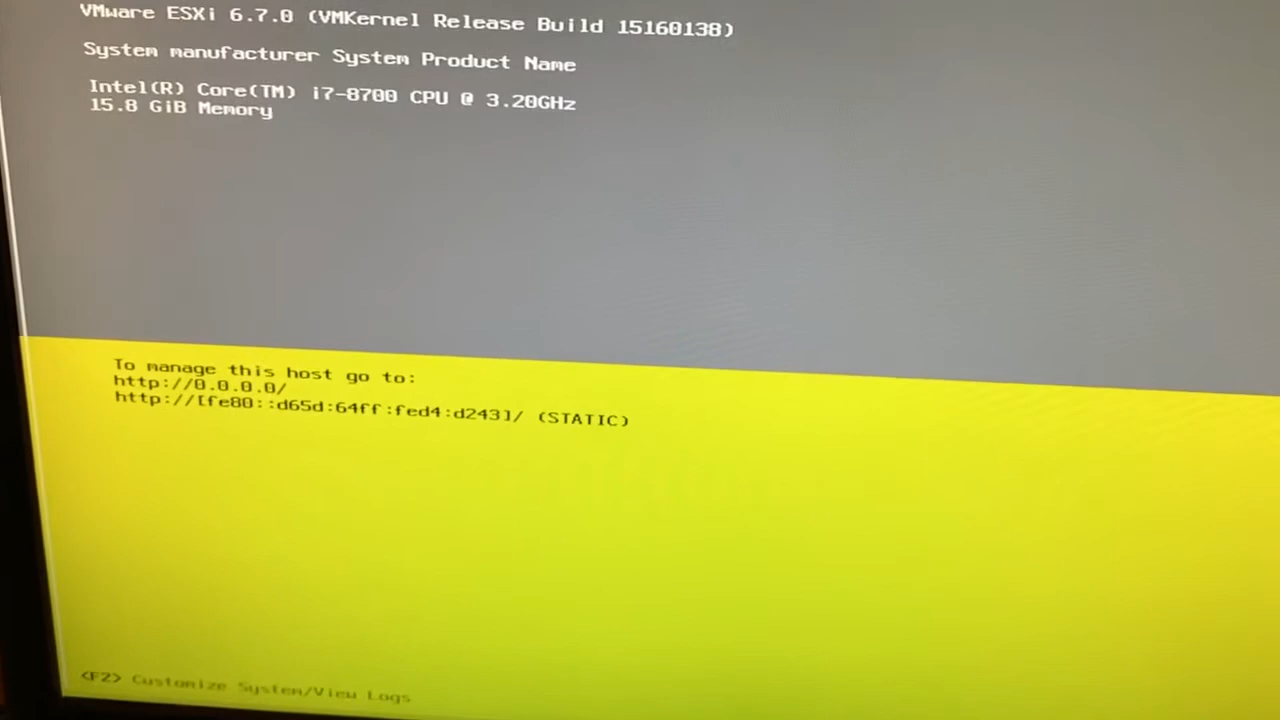 VMware ESXi 6.7.0 (VMKernel Release Build 15160138)
System manufacturer System Product Name
Intel(R) Core(TM) i7-8700 CPU @ 3.20GHz
15.8 GiB Memory
To manage this host go to:
http://0.0.0.0/
http://[fe80::d65d:64ff:fed4:d243]/ (STATIC)
<F2> Customize System/View Logs